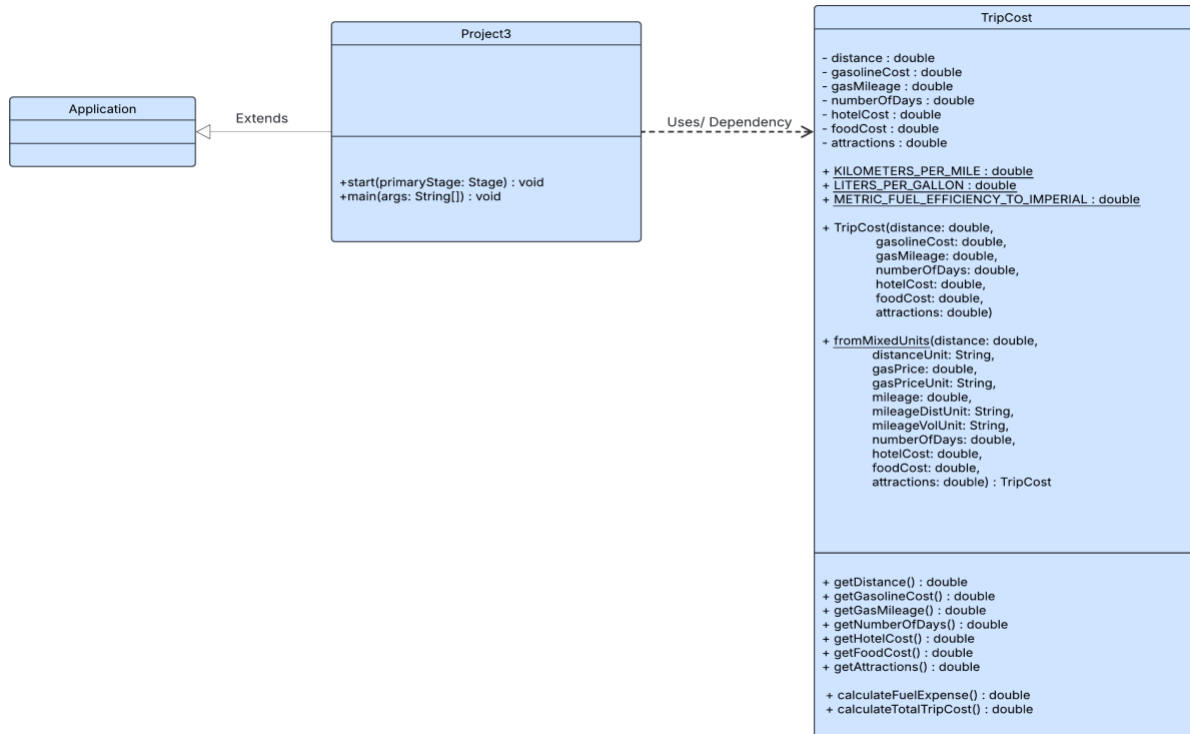 Application
Extends
Project3
+start(primaryStage: Stage) : void
+main(args: String[]) : void
Uses/ Dependency
TripCost
- distance : double
- gasolineCost : double
- gasMileage : double
- numberOfDays : double
- hotelCost : double
- foodCost : double
- attractions : double
+ KILOMETERS_PER_MILE : double
+ LITERS_PER_GALLON : double
+ METRIC_FUEL_EFFICIENCY_TO_IMPERIAL : double
+ TripCost(distance: double,
gasolineCost: double,
gasMileage: double,
numberOfDays: double,
hotelCost: double,
foodCost: double,
attractions: double)
+ fromMixedUnits(distance: double,
distanceUnit: String,
gasPrice: double,
gasPriceUnit: String,
mileage: double,
mileageDistUnit: String,
mileageVolUnit: String,
numberOfDays: double,
hotelCost: double,
foodCost: double,
attractions: double) : TripCost
+ getDistance() : double
+ getGasolineCost() : double
+ getGasMileage() : double
+ getNumberOfDays() : double
+ getHotelCost() : double
+ getFoodCost() : double
+ getAttractions() : double
+ calculateFuelExpense() : double
+ calculateTotalTripCost() : double